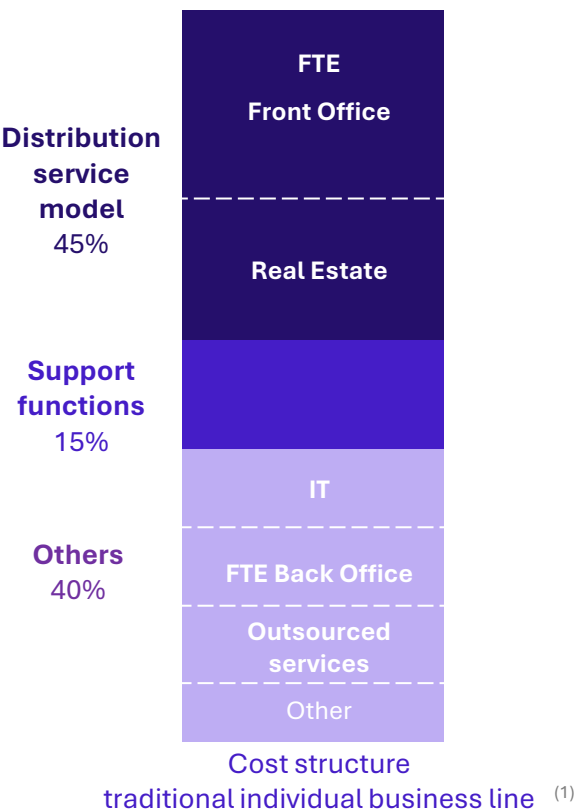 FTE
Front Office
Distribution
service
model
45%
Real Estate
Support
functions
15%
IT
Others
40%
FTE Back Office
Outsourced
services
Other
Cost structure
traditional individual business line (1)